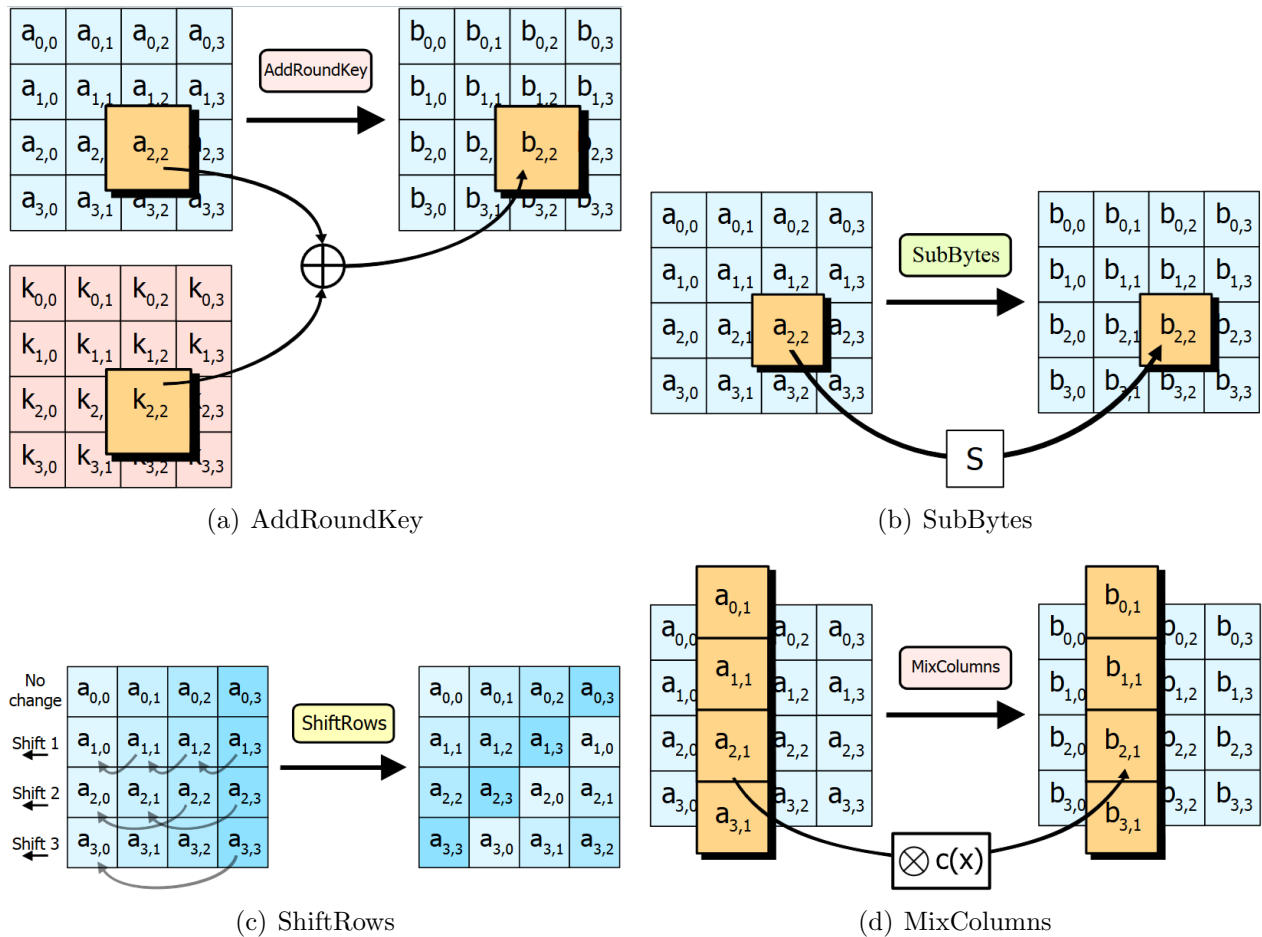 a0,0 a0,1 a0,2 a0,3
a1,0 a1,1 a1,2 a1,3
a2,0 a2, a2,2 a2,3
a3,0 a3,1 a3,2 a3,3
AddRoundKey
b0,0 b0,1 b0,2 b0,3
b1,0 b1,1 b1,2 b1,3
b2,0 b2, b2,2 b2,3
b3,0 b3,1 b3,2 b3,3
k0,0 k0,1 k0,2 k0,3
k1,0 k1,1 k1,2 k1,3
k2,0 k2, k2,2 k2,3
k3,0 k3,1 k3,2 k3,3
(a) AddRoundKey
a0,0 a0,1 a0,2 a0,3
a1,0 a1,1 a1,2 a1,3
a2,0 a2,1 a2,2 a2,3
a3,0 a3,1 a3,2 a3,3
SubBytes
b0,0 b0,1 b0,2 b0,3
b1,0 b1,1 b1,2 b1,3
b2,0 b2,1 b2,2 b2,3
b3,0 b3,1 b3,2 b3,3
S
(b) SubBytes
No
change
Shift 1
Shift 2
Shift 3
a0,0 a0,1 a0,2 a0,3
a1,0 a1,1 a1,2 a1,3
a2,0 a2,1 a2,2 a2,3
a3,0 a3,1 a3,2 a3,3
ShiftRows
a0,0 a0,1 a0,2 a0,3
a1,1 a1,2 a1,3 a1,0
a2,2 a2,3 a2,0 a2,1
a3,3 a3,0 a3,1 a3,2
(c) ShiftRows
a0,0 a0,1 a0,2 a0,3
a1,0 a1,1 a1,2 a1,3
a2,0 a2,1 a2,2 a2,3
a3,0 a3,1 a3,2 a3,3
MixColumns
b0,0 b0,1 b0,2 b0,3
b1,0 b1,1 b1,2 b1,3
b2,0 b2,1 b2,2 b2,3
b3,0 b3,1 b3,2 b3,3
⊗ c(x)
(d) MixColumns